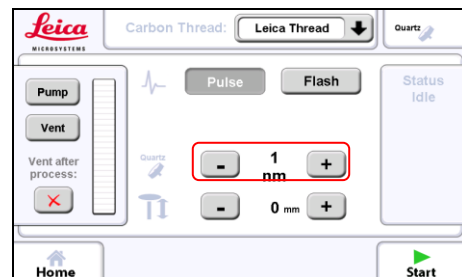 Leica
MICROSYSTEMS
Carbon Thread:
Leica Thread
Quartz
Pump
Vent
Vent after
process:
Pulse
Flash
Quartz
- 1 nm +
- 0 mm +
Status
Idle
Home
Start